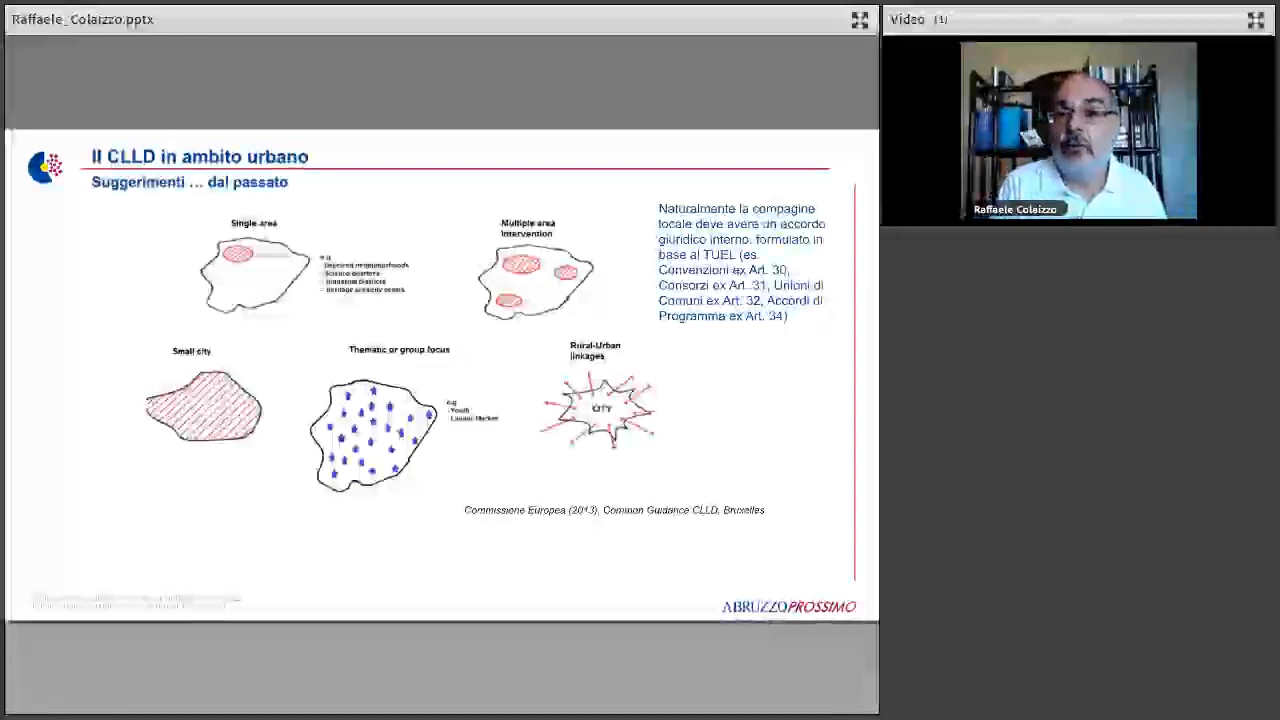 Raffaele_Colaizzo.pptx
Video (1)
Raffaele Colaizzo
Il CLLD in ambito urbano
Suggerimenti ... dal passato
Single area
Multiple area
Intervention
Naturalmente la compagine
locale deve avere un accordo
giuridico interno, formulato in
base al TUEL (es.
Convenzioni ex Art. 30,
Consorzi ex Art. 31, Unioni di
Comuni ex Art. 32, Accordi di
Programma ex Art. 34)
Small city
Thematic or group focus
Rural-Urban
linkages
Youth
CITY
Commissione Europea (2013), Common Guidance CLLD, Bruxelles
ABRUZZOPROSSIMO